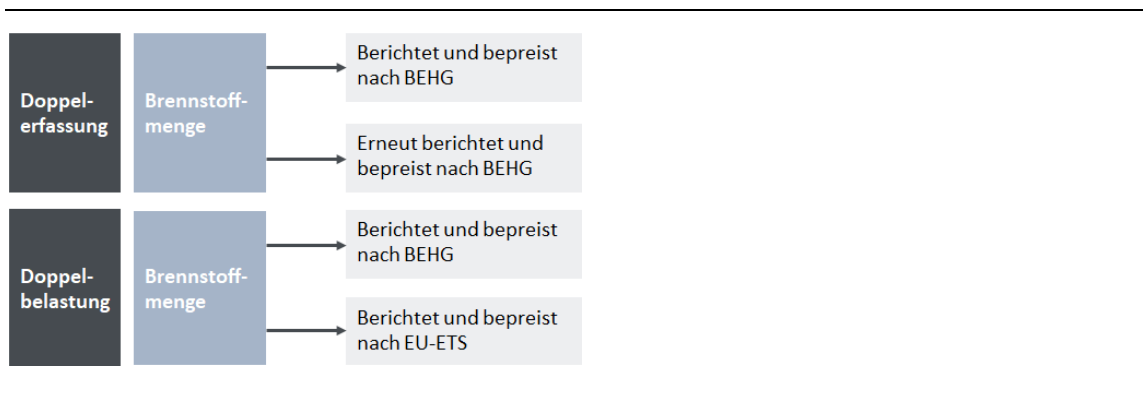 Doppel-
erfassung
Brennstoff-
menge
Berichtet und bepreist
nach BEHG
Erneut berichtet und
bepreist nach BEHG
Doppel-
belastung
Brennstoff-
menge
Berichtet und bepreist
nach BEHG
Berichtet und bepreist
nach EU-ETS